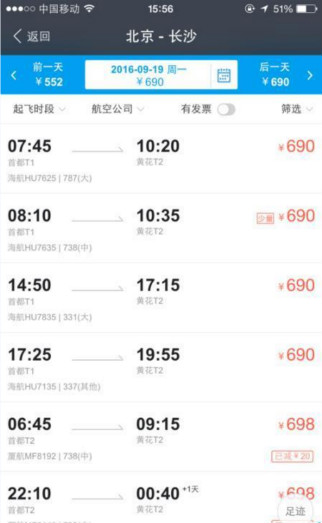 中国移动 15:56 51%
返回 北京 - 长沙
前一天 2016-09-19 周一 后一天
¥ 552 ¥ 690 ¥ 690
起飞时段 航空公司 有发票 筛选
07:45 10:20 ¥690
首都T1 黄花T2
海航HU7625 | 787(大)
08:10 10:35 少量 ¥690
首都T1 黄花T2
海航HU7635 | 738(中)
14:50 17:15 ¥690
首都T1 黄花T2
海航HU7835 | 331(大)
17:25 19:55 ¥690
首都T1 黄花T2
海航HU7135 | 337(其他)
06:45 09:15 ¥698
首都T2 黄花T2
厦航MF8192 | 738(中) 已减¥20
22:10 00:40 +1天 ¥698
首都T2 黄花T2 足迹